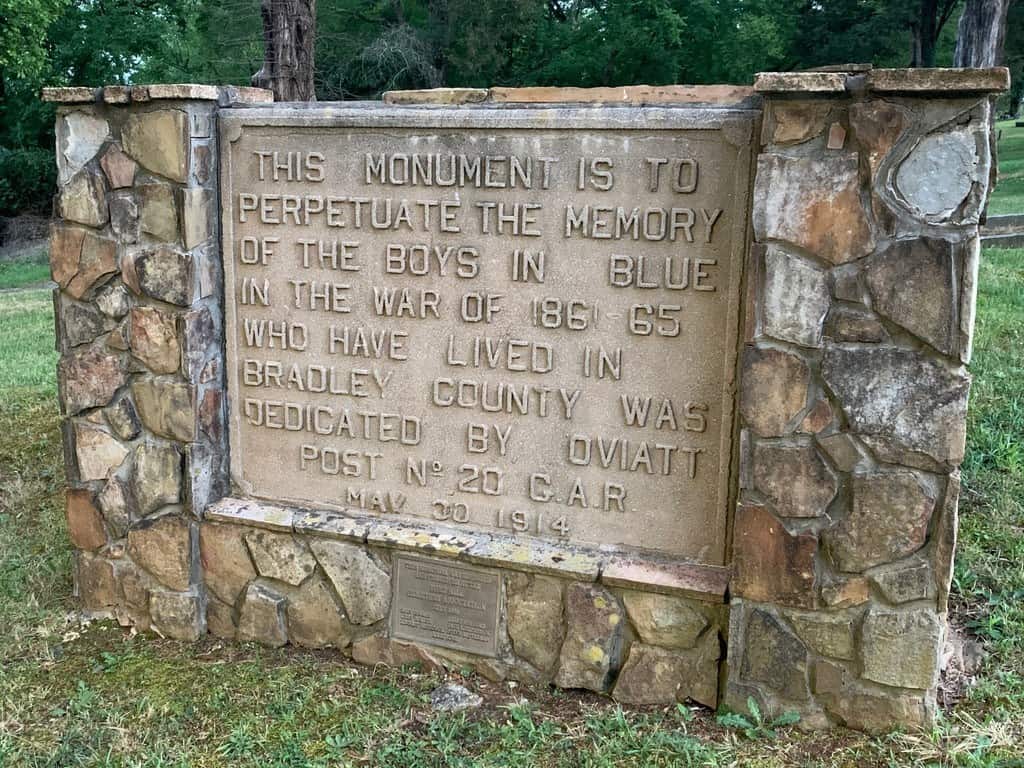 THIS MONUMENT IS TO
PERPETUATE THE MEMORY
OF THE BOYS IN BLUE
IN THE WAR OF 1861-65
WHO HAVE LIVED IN
BRADLEY COUNTY WAS
DEDICATED BY OVIATT
POST Nº 20 G.A.R.
MAY 30 1914